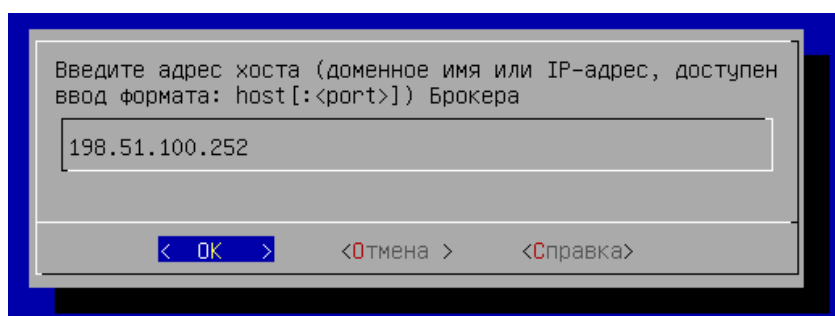 Введите адрес хоста (доменное имя или IP-адрес, доступен
ввод формата: host[:<port>]) Брокера
198.51.100.252
< OK > <Отмена > <Справка>